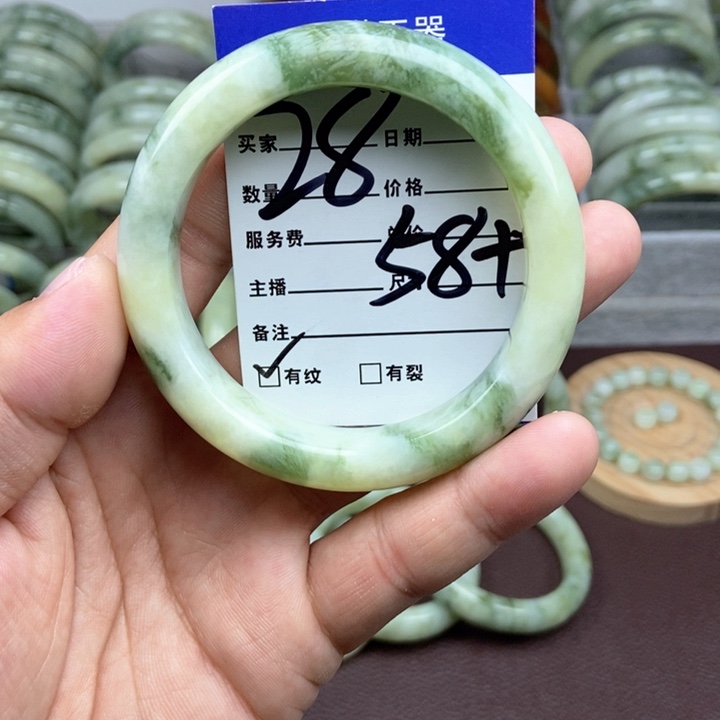 器
买家 28 日期
数量 价格
服务费
58+
主播
备注
✓有纹 □有裂